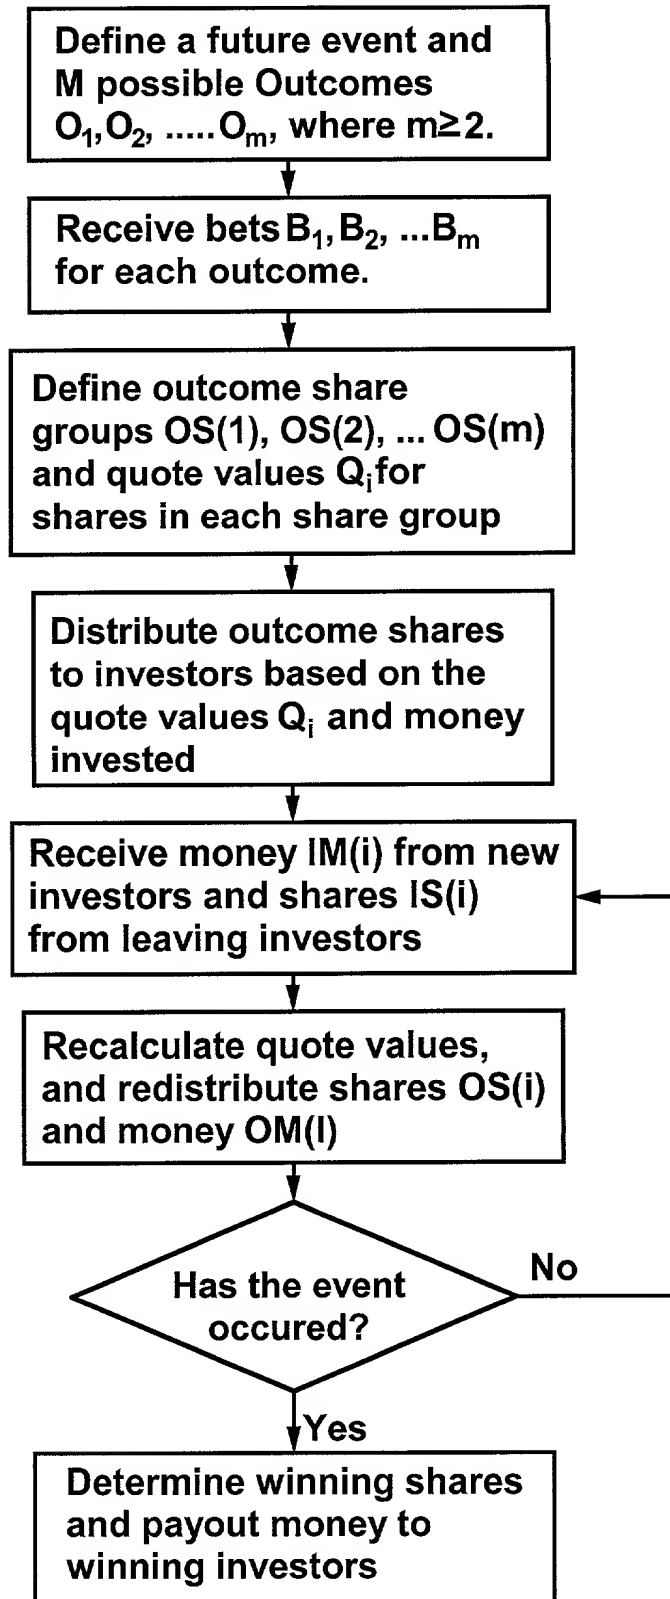 Define a future event and
M possible Outcomes
O₁,O₂, .....Oₘ, where m≥2.
Receive bets B₁,B₂, ...Bₘ
for each outcome.
Define outcome share
groups OS(1), OS(2), ... OS(m)
and quote values Qᵢ for
shares in each share group
Distribute outcome shares
to investors based on the
quote values Qᵢ and money
invested
Receive money IM(i) from new
investors and shares IS(i)
from leaving investors
Recalculate quote values,
and redistribute shares OS(i)
and money OM(I)
Has the event
occured?
No
Yes
Determine winning shares
and payout money to
winning investors